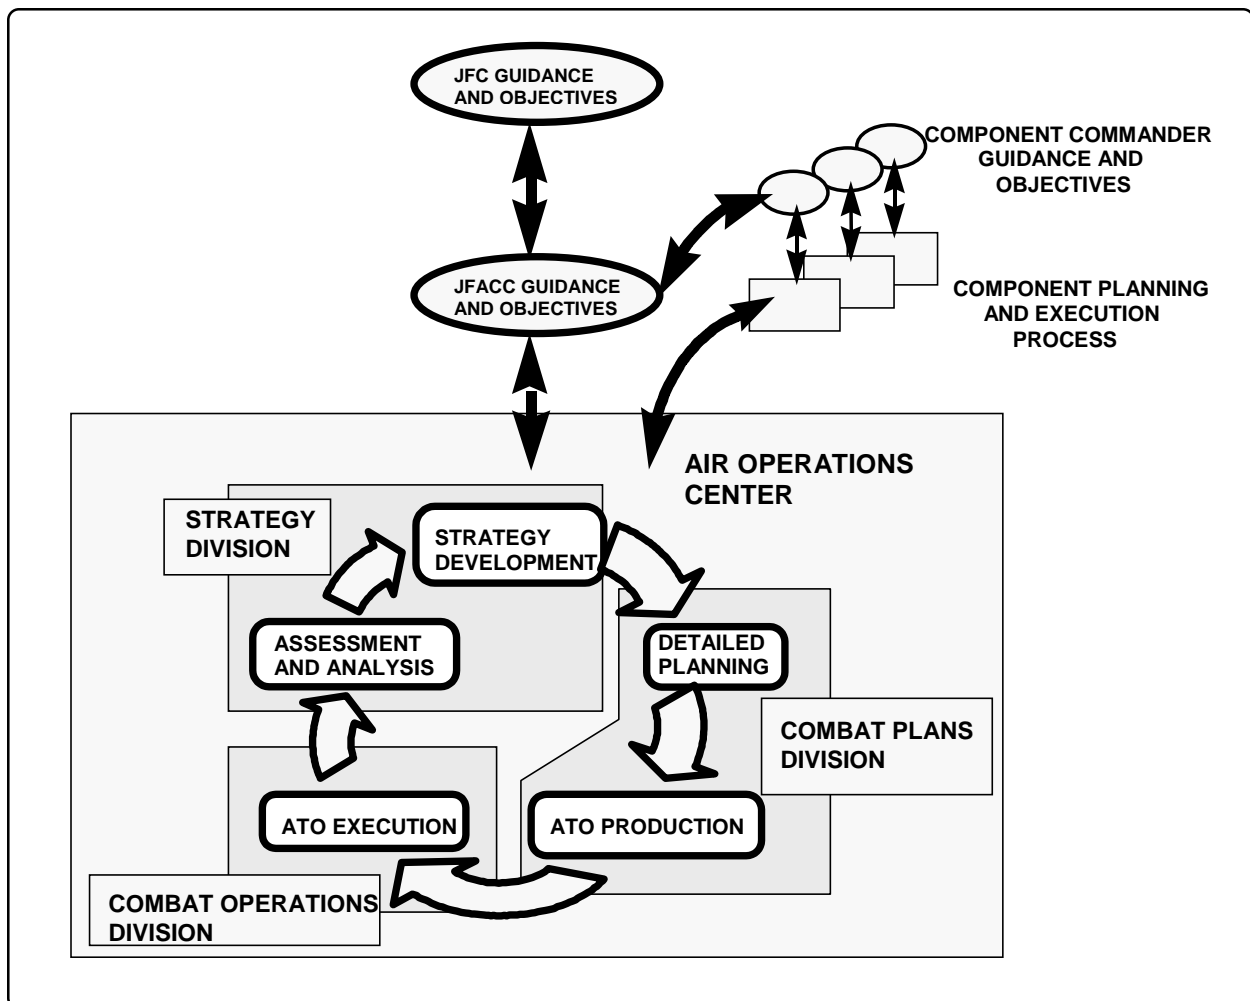 JFC GUIDANCE
AND OBJECTIVES
COMPONENT COMMANDER
GUIDANCE AND
OBJECTIVES
JFACC GUIDANCE
AND OBJECTIVES
COMPONENT PLANNING
AND EXECUTION
PROCESS
AIR OPERATIONS
CENTER
STRATEGY
DIVISION
STRATEGY
DEVELOPMENT
ASSESSMENT
AND ANALYSIS
DETAILED
PLANNING
COMBAT PLANS
DIVISION
ATO EXECUTION
ATO PRODUCTION
COMBAT OPERATIONS
DIVISION